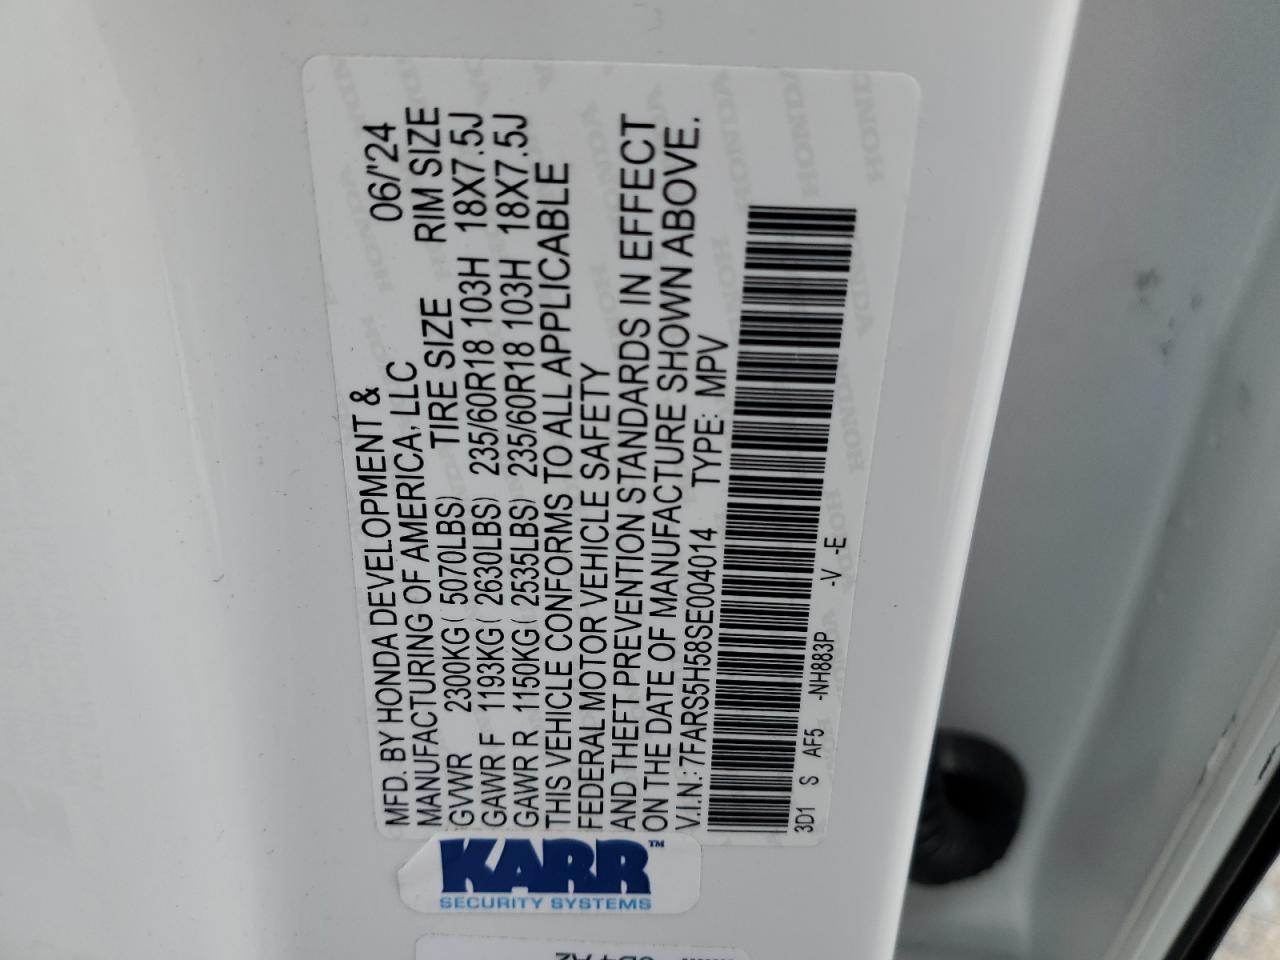 MFD. BY HONDA DEVELOPMENT &
MANUFACTURING OF AMERICA, LLC 06/'24
TIRE SIZE RIM SIZE
GVWR 2300KG( 5070LBS)
GAWR F 1193KG( 2630LBS) 235/60R18 103H 18X7.5J
GAWR R 1150KG( 2535LBS) 235/60R18 103H 18X7.5J
THIS VEHICLE CONFORMS TO ALL APPLICABLE
FEDERAL MOTOR VEHICLE SAFETY
AND THEFT PREVENTION STANDARDS IN EFFECT
ON THE DATE OF MANUFACTURE SHOWN ABOVE.
V.I.N.: 7FARS5H58SE004014 TYPE: MPV
3D1 S AF5 -NH883P -V -E
KARR™
SECURITY SYSTEMS